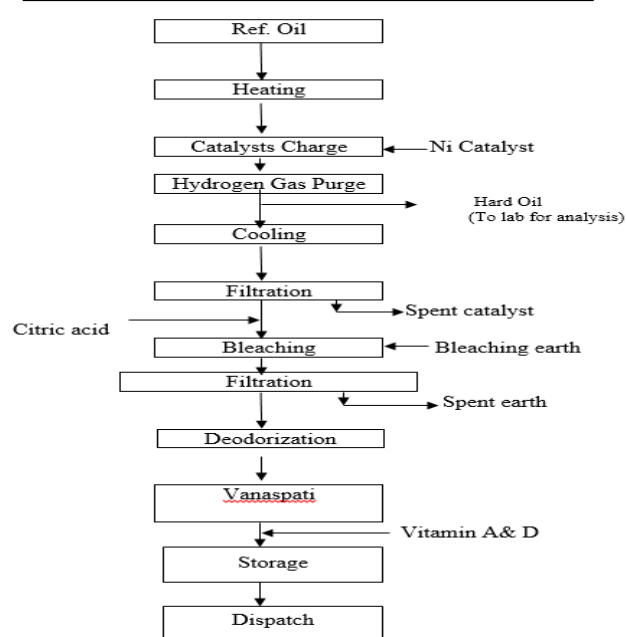 Ref. Oil
Heating
Catalysts Charge
Ni Catalyst
Hydrogen Gas Purge
Hard Oil
(To lab for analysis)
Cooling
Filtration
Spent catalyst
Citric acid
Bleaching
Bleaching earth
Filtration
Spent earth
Deodorization
Vanaspati
Vitamin A& D
Storage
Dispatch